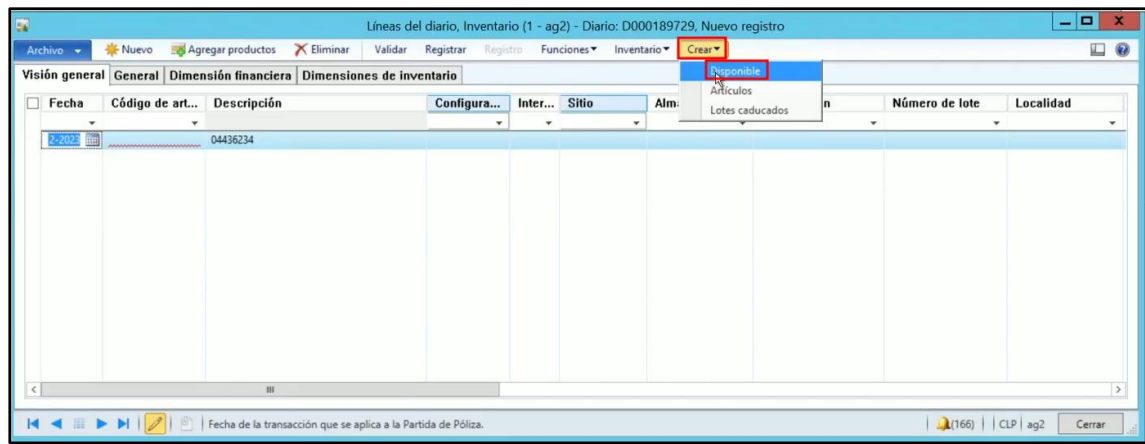 Líneas del diario, Inventario (1 - ag2) - Diario: D000189729, Nuevo registro
Archivo Nuevo Agregar productos Eliminar Validar Registrar Registro Funciones Inventario Crear
Disponible
Artículos
Lotes caducados
Visión general General Dimensión financiera Dimensiones de inventario
Fecha Código de art... Descripción Configura... Inter... Sitio Número de lote Localidad
2-2023 04436234
Fecha de la transacción que se aplica a la Partida de Póliza. (166) CLP ag2 Cerrar